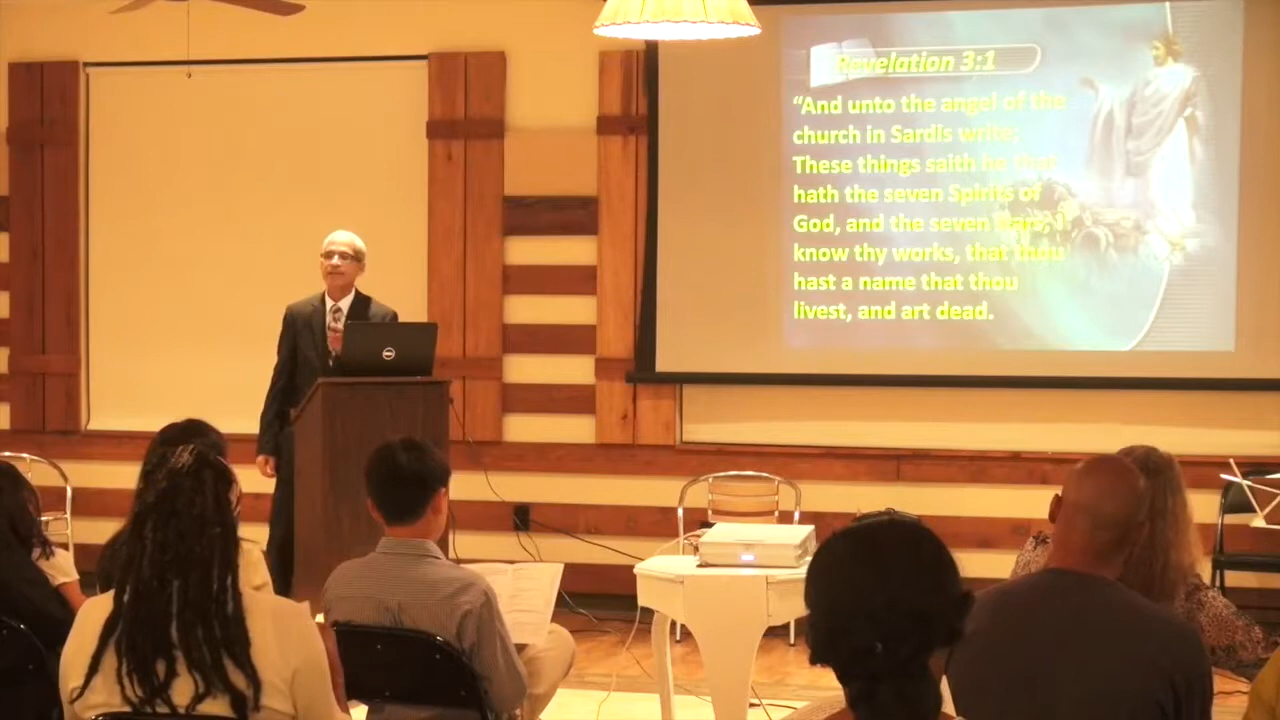 Revelation 3:1
“And unto the angel of the
church in Sardis write;
These things saith he that
hath the seven Spirits of
God, and the seven stars; I
know thy works, that thou
hast a name that thou
livest, and art dead.
DELL